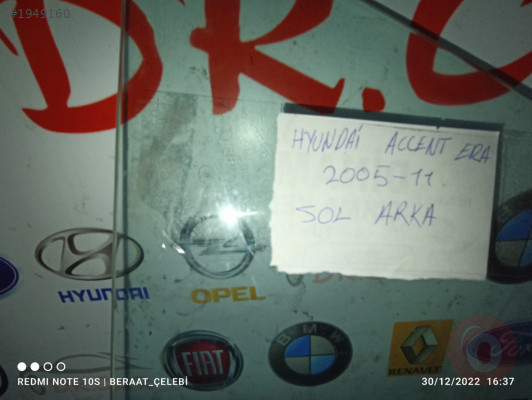 #1949160
DR.
HYUNDAİ ACCENT ERA
2005-11
SOL ARKA
HYUNDAI
OPEL
FIAT
BMW
RENAULT
REDMI NOTE 10S | BERAAT_ÇELEBİ
30/12/2022 16:37